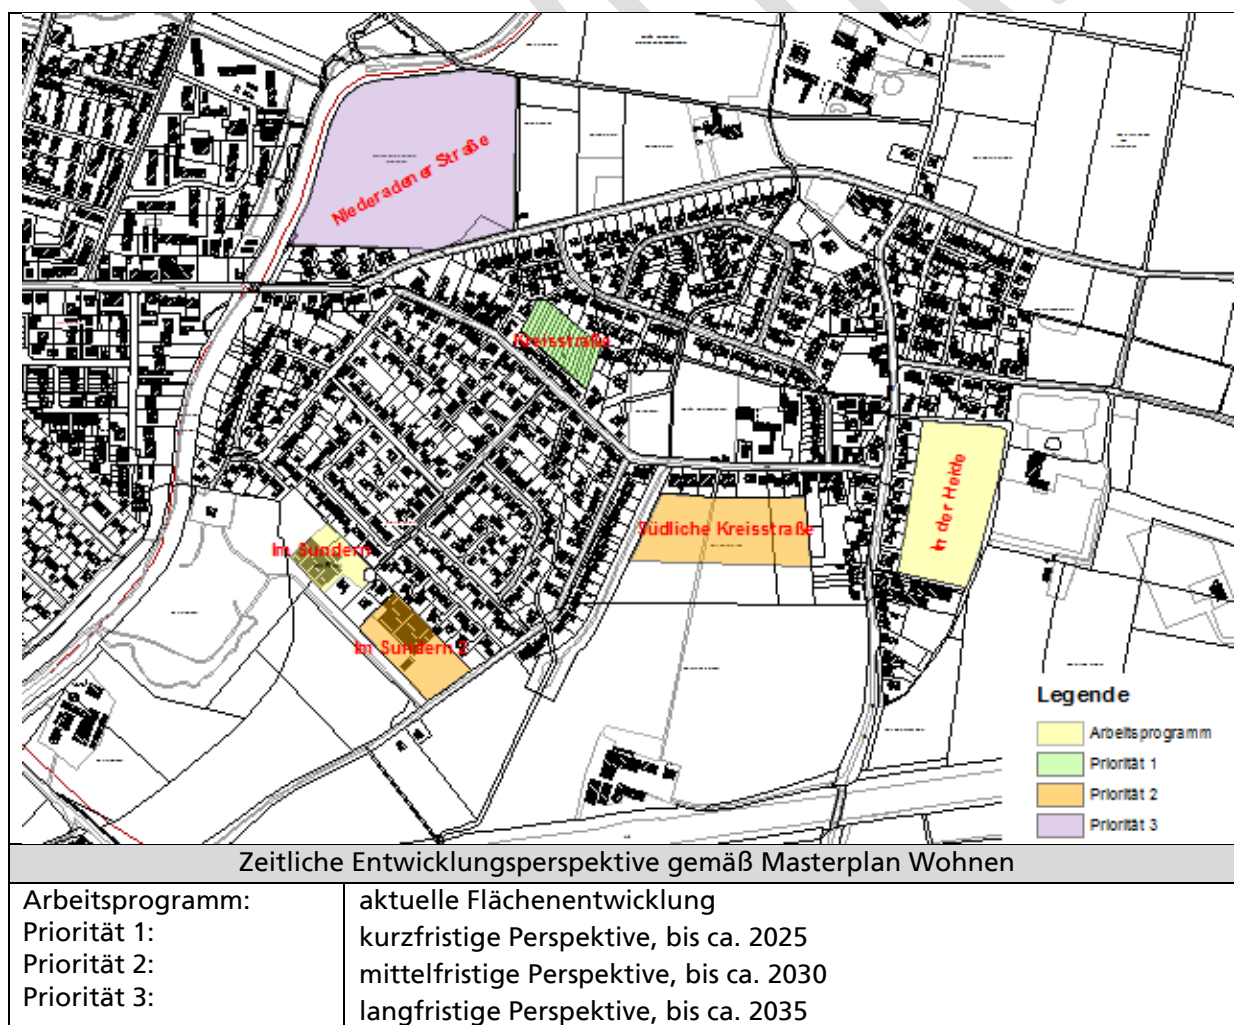 Niederadener Straße
Kreisstraße
In der Heide
Südliche Kreisstraße
Im Sundern
Im Sundern 2
Legende
Arbeitsprogramm
Priorität 1
Priorität 2
Priorität 3
Zeitliche Entwicklungsperspektive gemäß Masterplan Wohnen
Arbeitsprogramm: aktuelle Flächenentwicklung
Priorität 1: kurzfristige Perspektive, bis ca. 2025
Priorität 2: mittelfristige Perspektive, bis ca. 2030
Priorität 3: langfristige Perspektive, bis ca. 2035